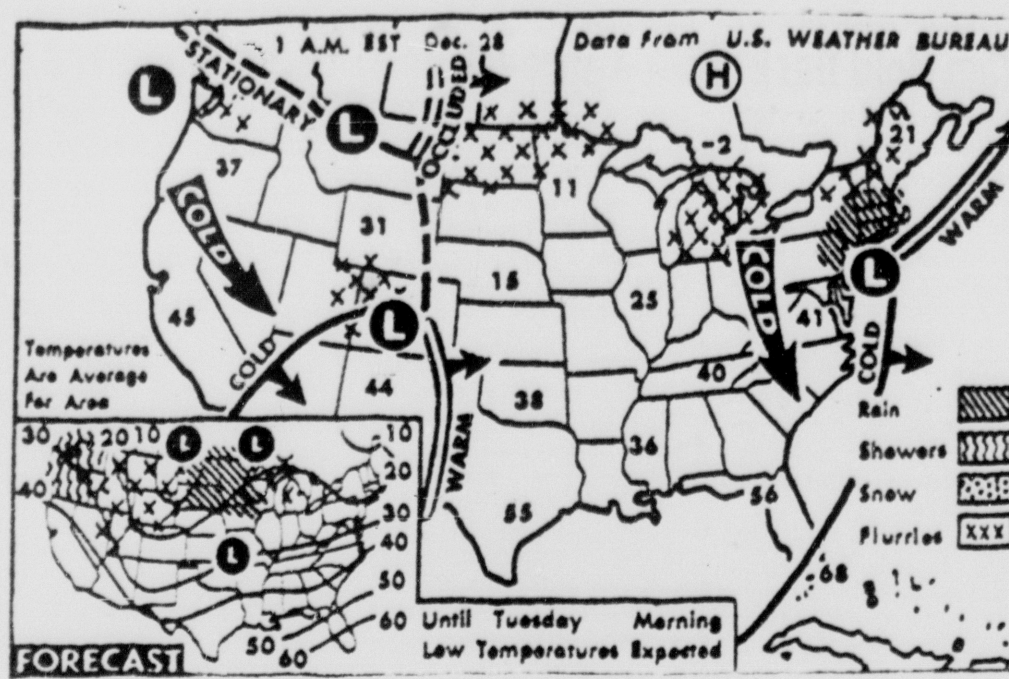 1 A.M. EST Dec. 28
Data From U.S. WEATHER BUREAU
STATIONARY
OCCLUDED
L
L
H
-2
21
37
11
WARM
COLD
31
COLD
15
L
25
L
45
41
Temperatures
Are Average
For Area
COLD
COLD
44
40
38
Rain
Showers
36
WARM
Snow
56
55
Flurries
68
30 20 10
L
L
10
20
40
30
L
40
50
60
50
60
Until Tuesday Morning
Low Temperatures Expected
FORECAST
XXX